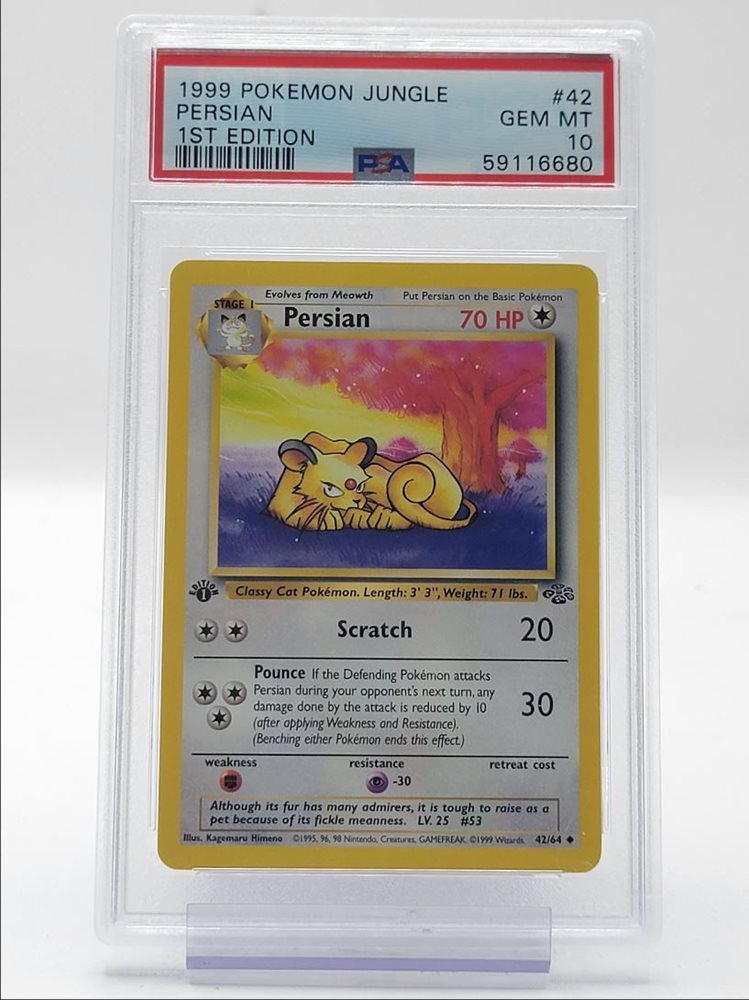 1999 POKEMON JUNGLE #42
PERSIAN GEM MT
1ST EDITION 10
PSA 59116680
STAGE 1 Evolves from Meowth Put Persian on the Basic Pokémon
Persian 70 HP
EDITION 1
Classy Cat Pokémon. Length: 3' 3", Weight: 71 lbs.
Scratch 20
Pounce If the Defending Pokémon attacks
Persian during your opponent's next turn, any
damage done by the attack is reduced by 10
(after applying Weakness and Resistance).
(Benching either Pokémon ends this effect.)
30
weakness resistance retreat cost
-30
Although its fur has many admirers, it is tough to raise as a
pet because of its fickle meanness. LV. 25 #53
Illus. Kagemaru Himeno ©1995, 96, 98 Nintendo, Creatures, GAMEFREAK. ©1999 Wizards. 42/64